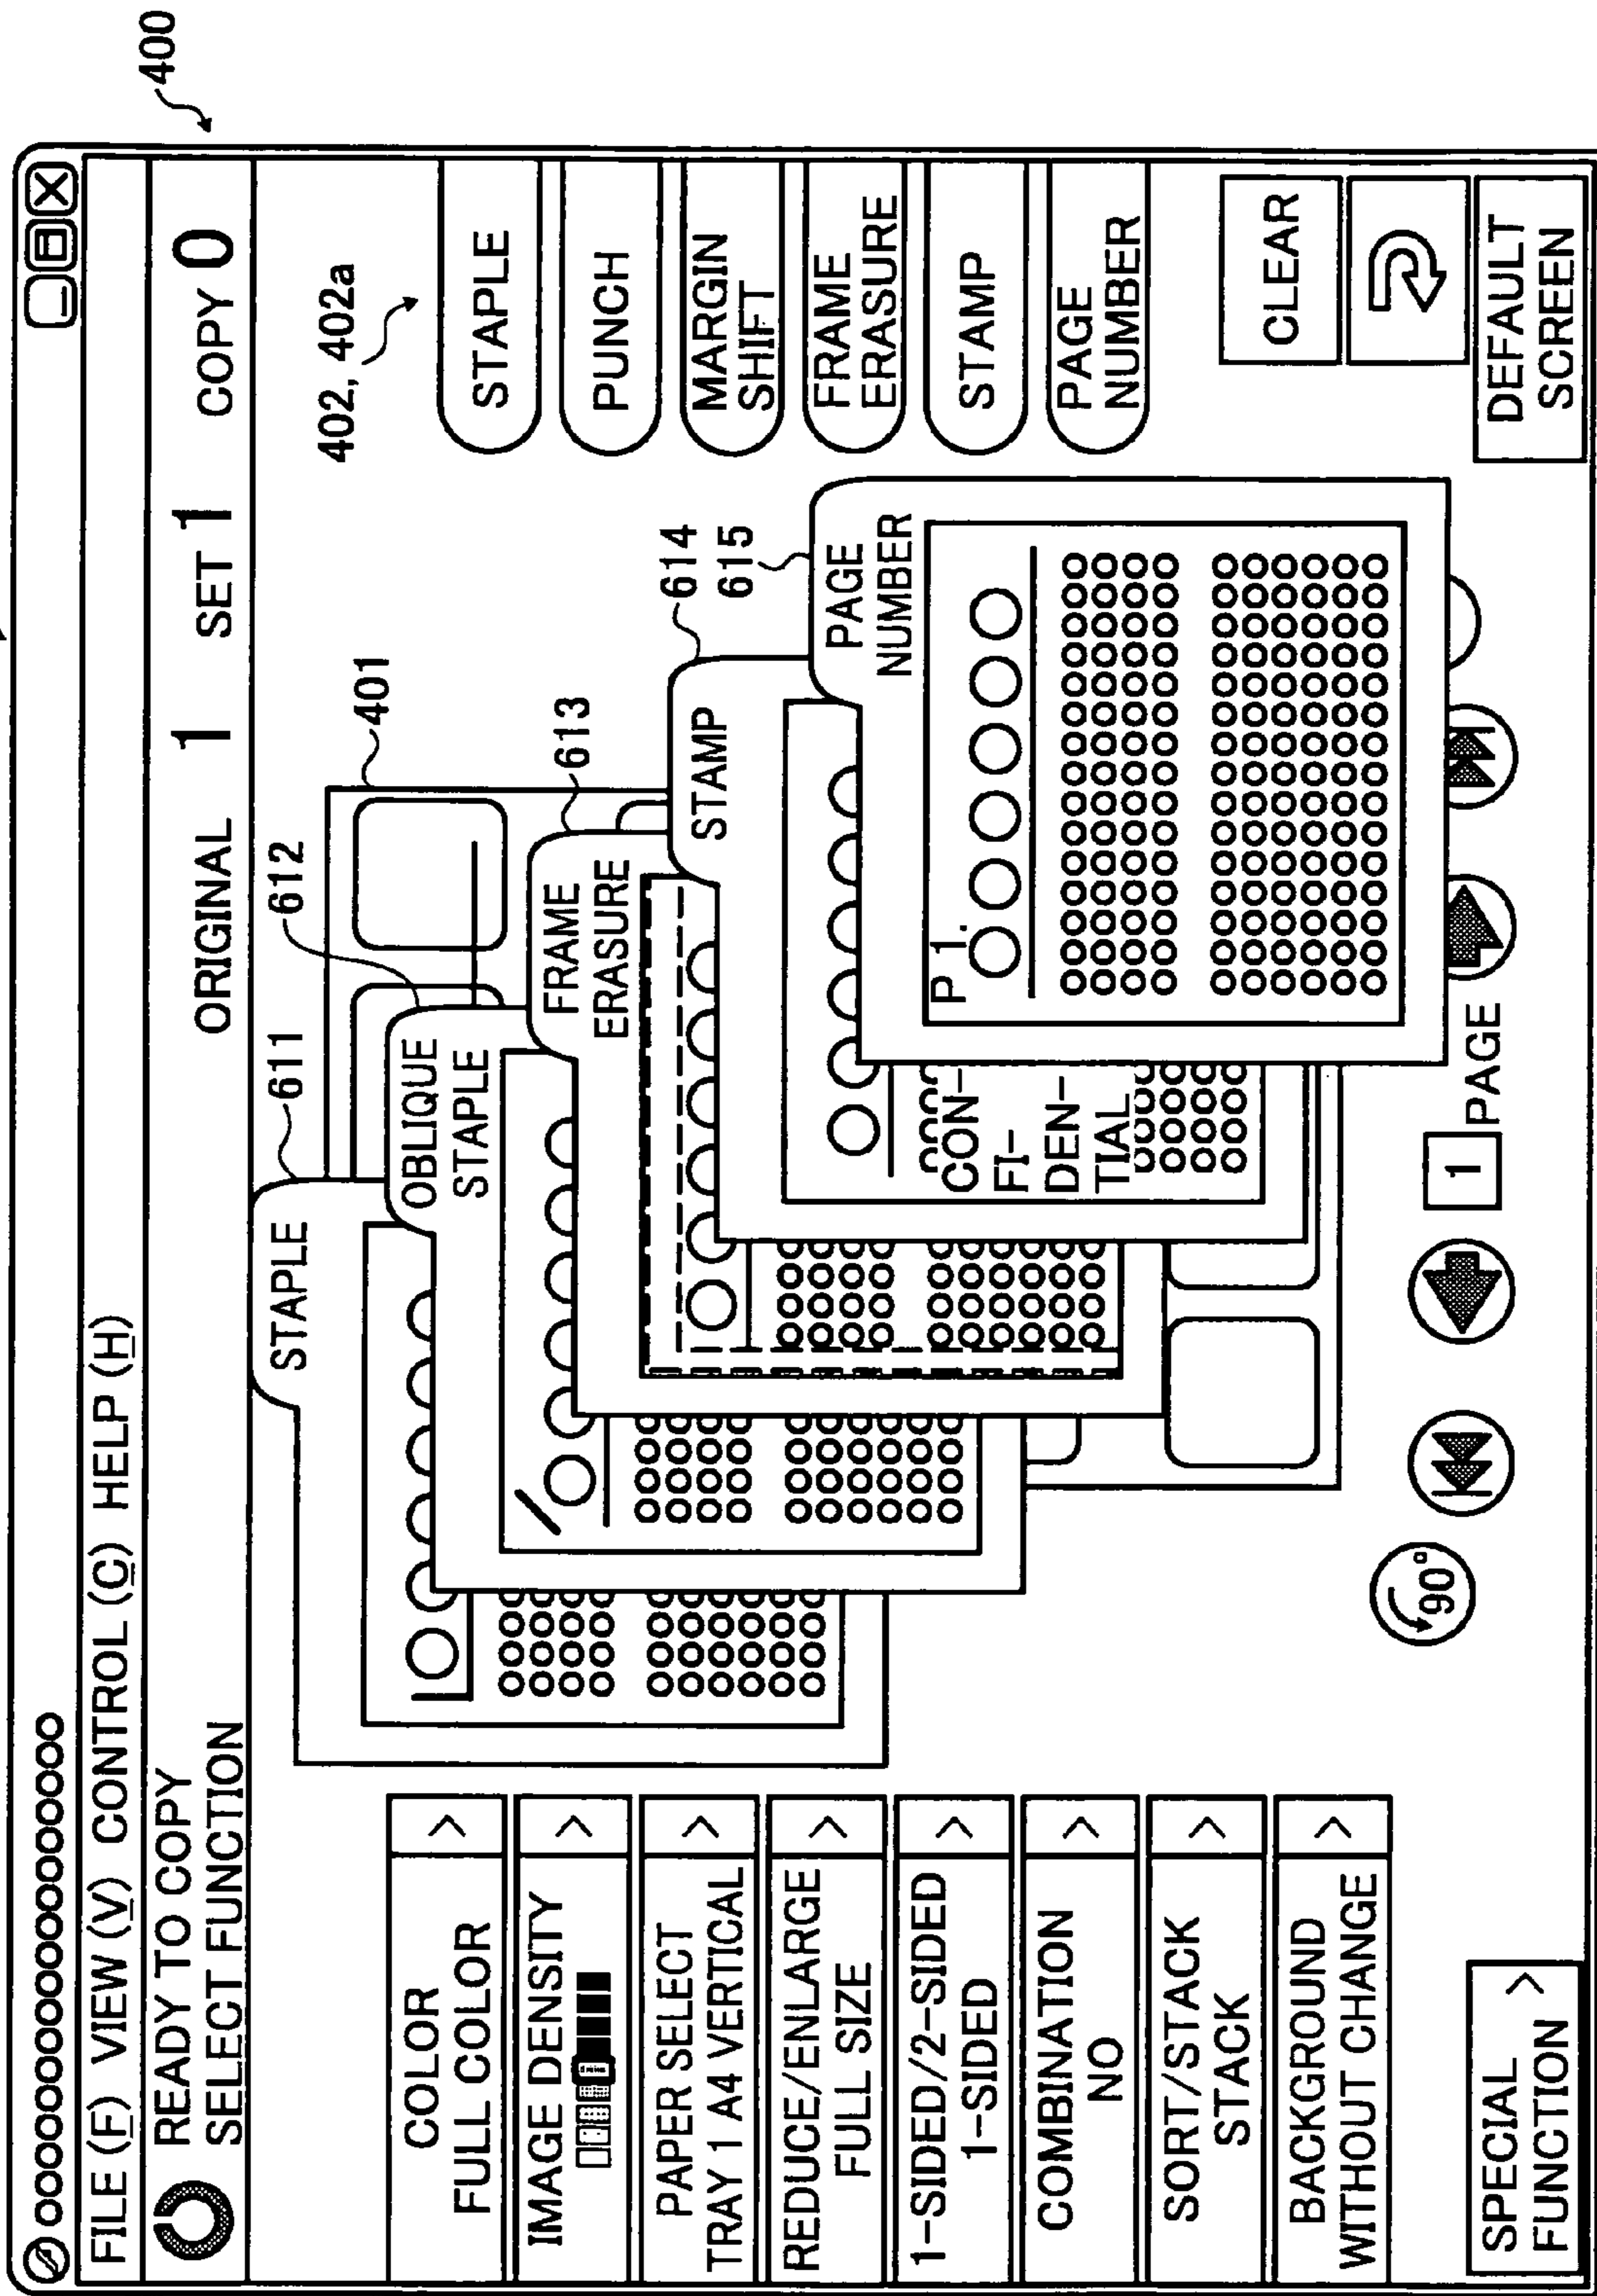 400
FILE (F) VIEW (V) CONTROL (C) HELP (H)
READY TO COPY
SELECT FUNCTION
ORIGINAL 1 SET 1 COPY 0
COLOR
FULL COLOR
IMAGE DENSITY
PAPER SELECT
TRAY 1 A4 VERTICAL
REDUCE/ENLARGE
FULL SIZE
1-SIDED/2-SIDED
1-SIDED
COMBINATION
NO
SORT/STACK
STACK
BACKGROUND
WITHOUT CHANGE
SPECIAL
FUNCTION
611
612
401
613
614
615
STAPLE
OBLIQUE
STAPLE
FRAME
ERASURE
STAMP
CON-
FI-
DEN-
TIAL
PAGE
NUMBER
P 1.
90°
1 PAGE
402, 402a
STAPLE
PUNCH
MARGIN
SHIFT
FRAME
ERASURE
STAMP
PAGE
NUMBER
CLEAR
DEFAULT
SCREEN